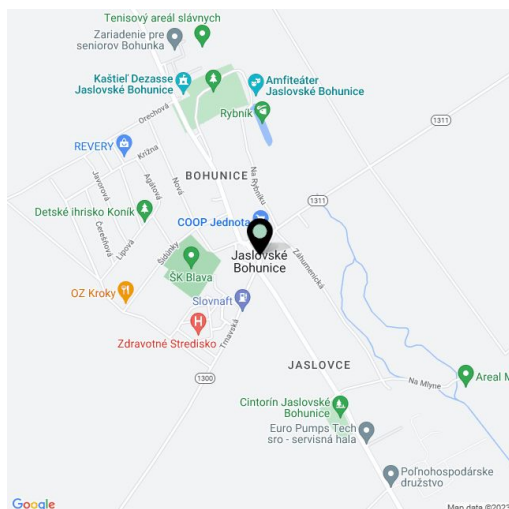 Tenisový areál slávnych
Zariadenie pre
seniorov Bohunka
Kaštieľ Dezasse
Jaslovské Bohunice
Amfiteáter
Jaslovské Bohunice
Rybník
Orechová
1311
REVERY
Krížna
BOHUNICE
Na Rybníku
Javorová
Agátová
Nová
1311
Detské ihrisko Koník
COOP Jednota
Čerešňová
Lipová
Šidunky
Jaslovské
Bohunice
Záhumenická
ŠK Blava
OZ Kroky
Slovnaft
Zdravotné Stredisko
Trnavská
JASLOVCE
1300
Na Mlyne
Areal M
Cintorín Jaslovské
Bohunice
Euro Pumps Tech
sro - servisná hala
Poľnohospodárske
družstvo
Google
Map data ©2023